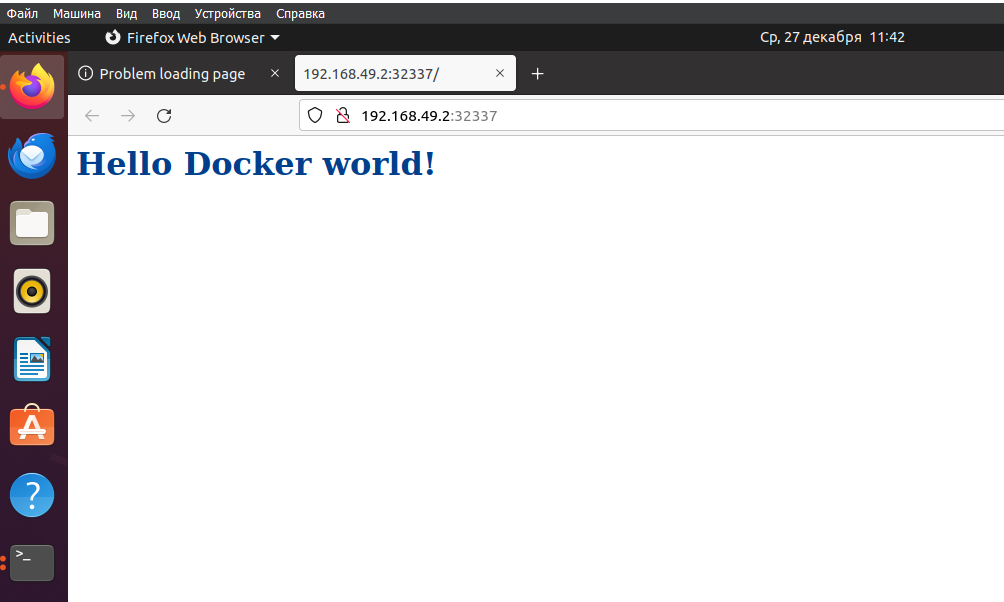 Файл Машина Вид Ввод Устройства Справка
Activities Firefox Web Browser Ср, 27 декабря 11:42
Problem loading page 192.168.49.2:32337/
192.168.49.2:32337
Hello Docker world!